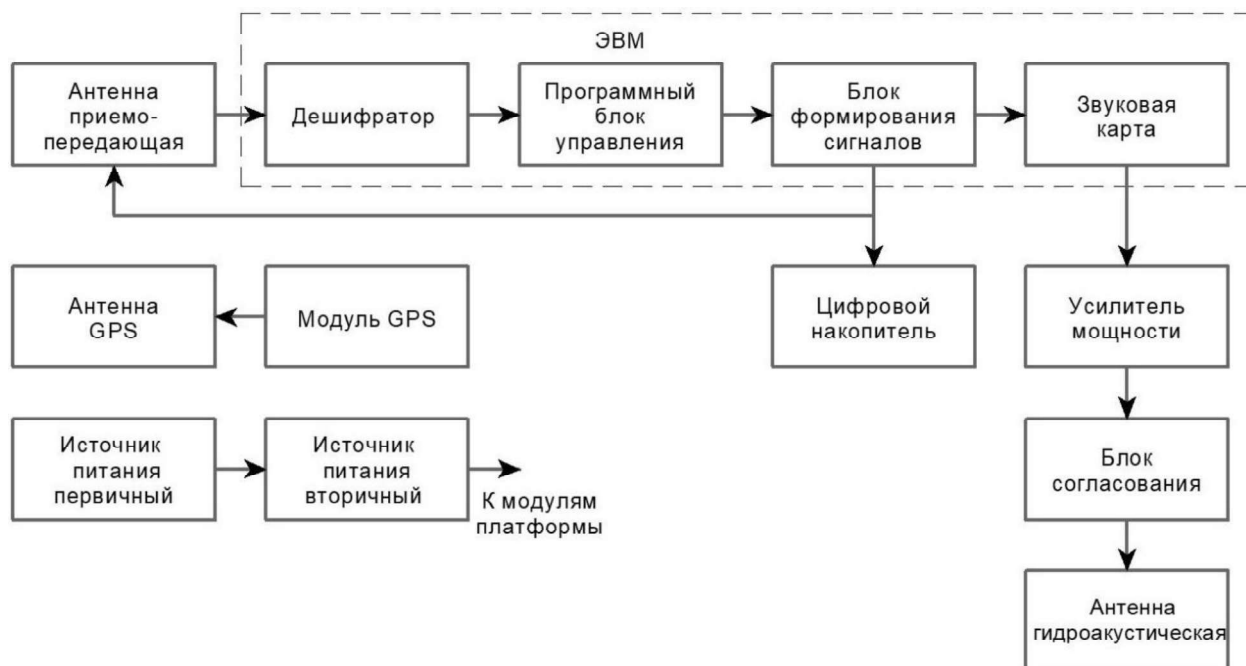 ЭВМ
Антенна
приемо-
передающая
Дешифратор
Программный
блок
управления
Блок
формирования
сигналов
Звуковая
карта
Антенна
GPS
Модуль GPS
Цифровой
накопитель
Усилитель
мощности
Источник
питания
первичный
Источник
питания
вторичный
К модулям
платформы
Блок
согласования
Антенна
гидроакустическая